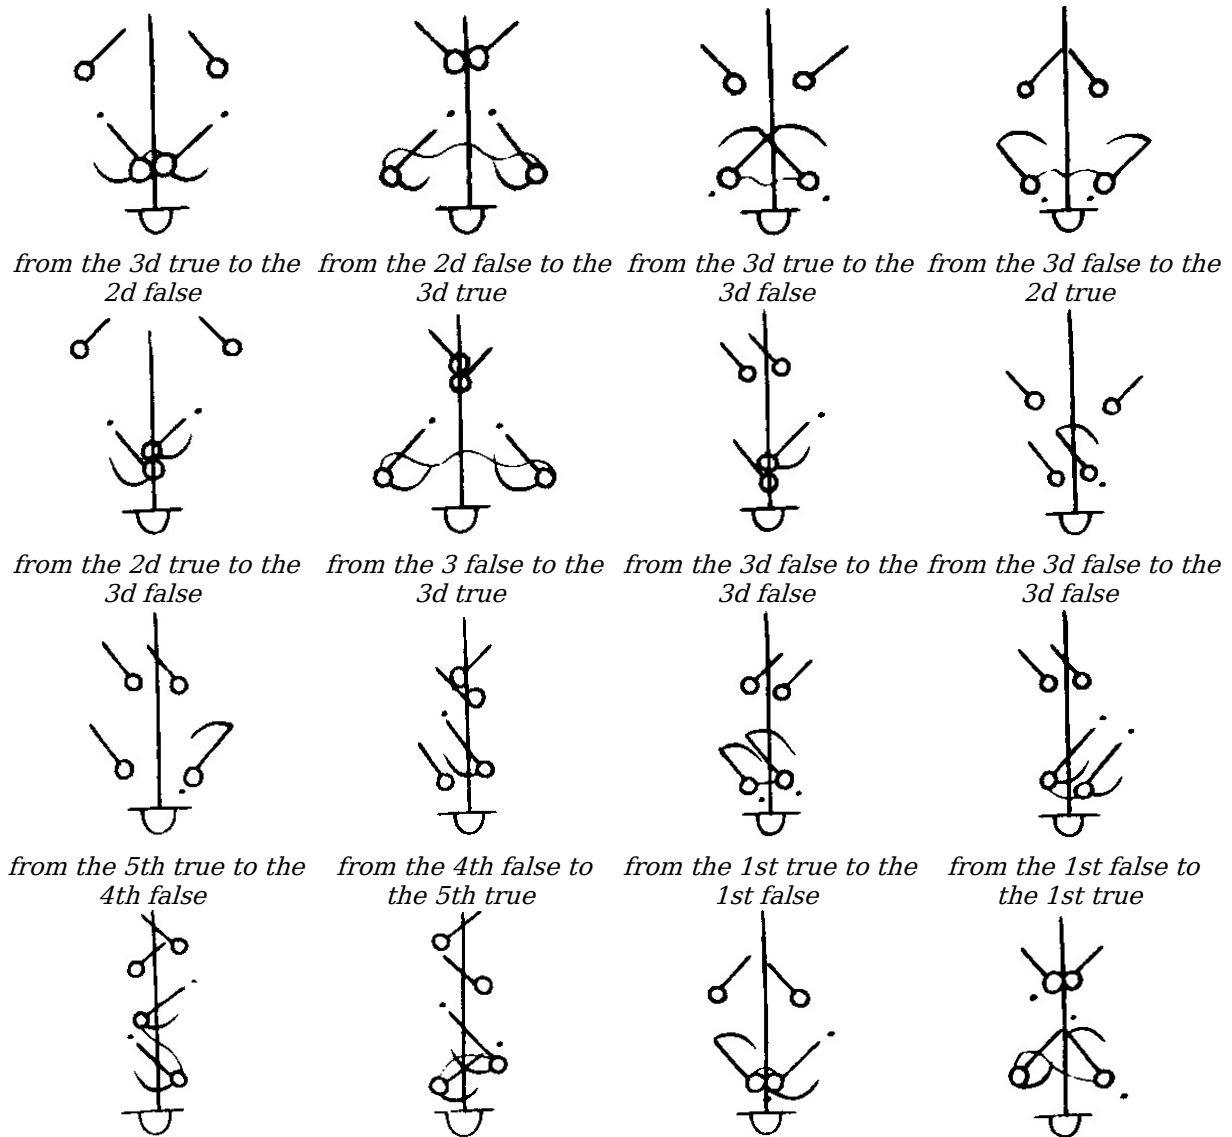 from the 3d true to the
2d false
from the 2d false to the
3d true
from the 3d true to the
3d false
from the 3d false to the
2d true
from the 2d true to the
3d false
from the 3 false to the
3d true
from the 3d false to the
3d false
from the 3d false to the
3d false
from the 5th true to the
4th false
from the 4th false to
the 5th true
from the 1st true to the
1st false
from the 1st false to
the 1st true